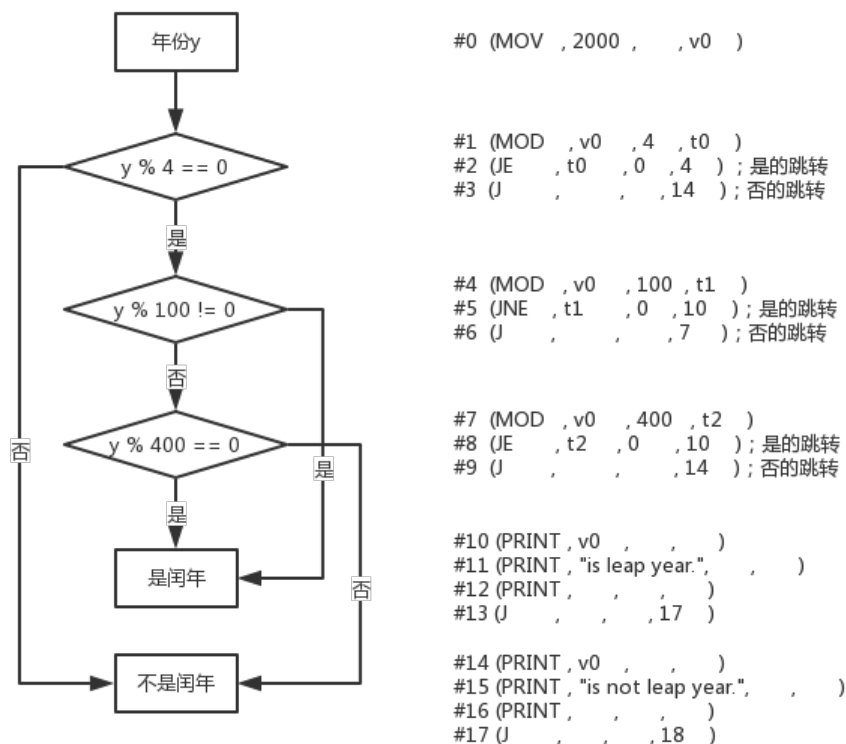 年份y
y % 4 == 0
是
y % 100 != 0
否
y % 400 == 0
否
是
是
是闰年
否
不是闰年
#0 (MOV , 2000 , , v0 )
#1 (MOD , v0 , 4 , t0 )
#2 (JE , t0 , 0 , 4 ) ; 是的跳转
#3 (J , , , 14 ) ; 否的跳转
#4 (MOD , v0 , 100 , t1 )
#5 (JNE , t1 , 0 , 10 ) ; 是的跳转
#6 (J , , , 7 ) ; 否的跳转
#7 (MOD , v0 , 400 , t2 )
#8 (JE , t2 , 0 , 10 ) ; 是的跳转
#9 (J , , , 14 ) ; 否的跳转
#10 (PRINT , v0 , , )
#11 (PRINT , "is leap year.", , )
#12 (PRINT , , , )
#13 (J , , , 17 )
#14 (PRINT , v0 , , )
#15 (PRINT , "is not leap year.", , )
#16 (PRINT , , , )
#17 (J , , , 18 )